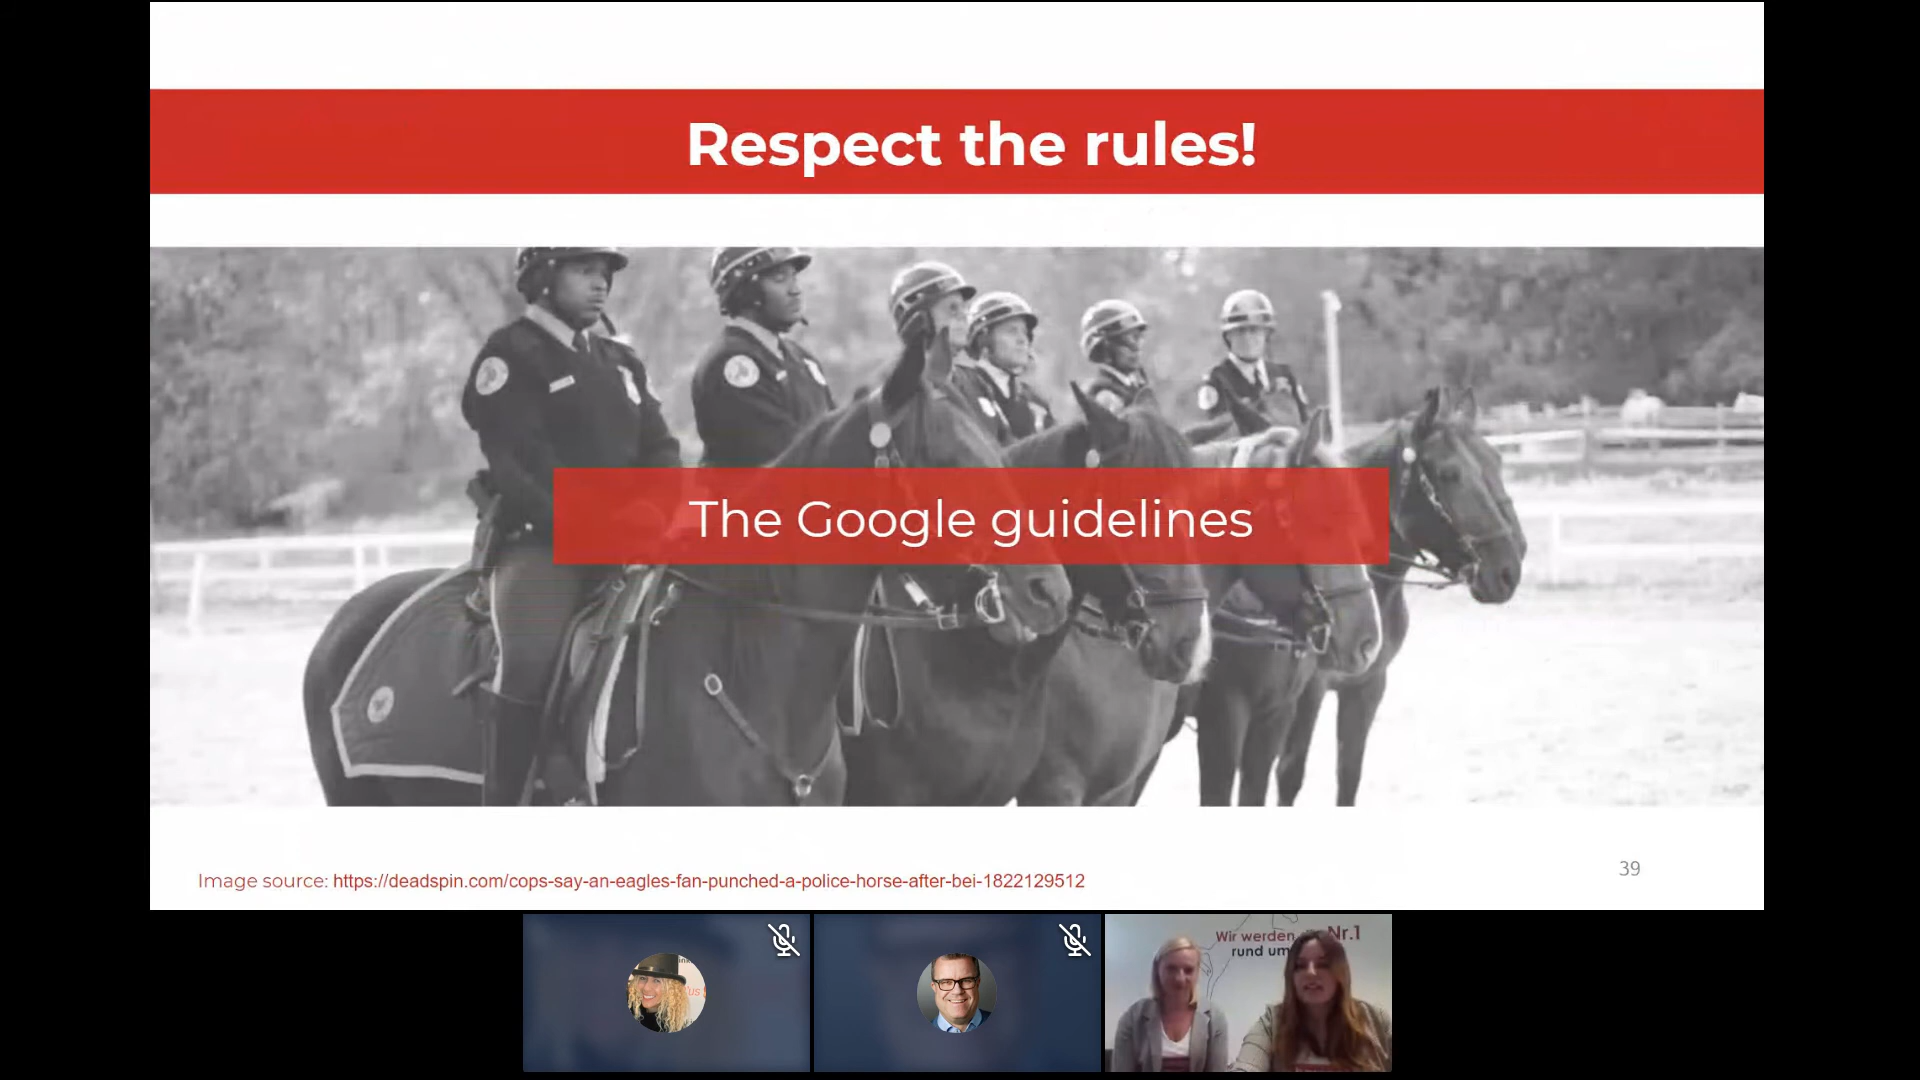 Respect the rules!
The Google guidelines
Image source: https://deadspin.com/cops-say-an-eagles-fan-punched-a-police-horse-after-bei-1822129512
39
Wir werden Nr.1
rund um